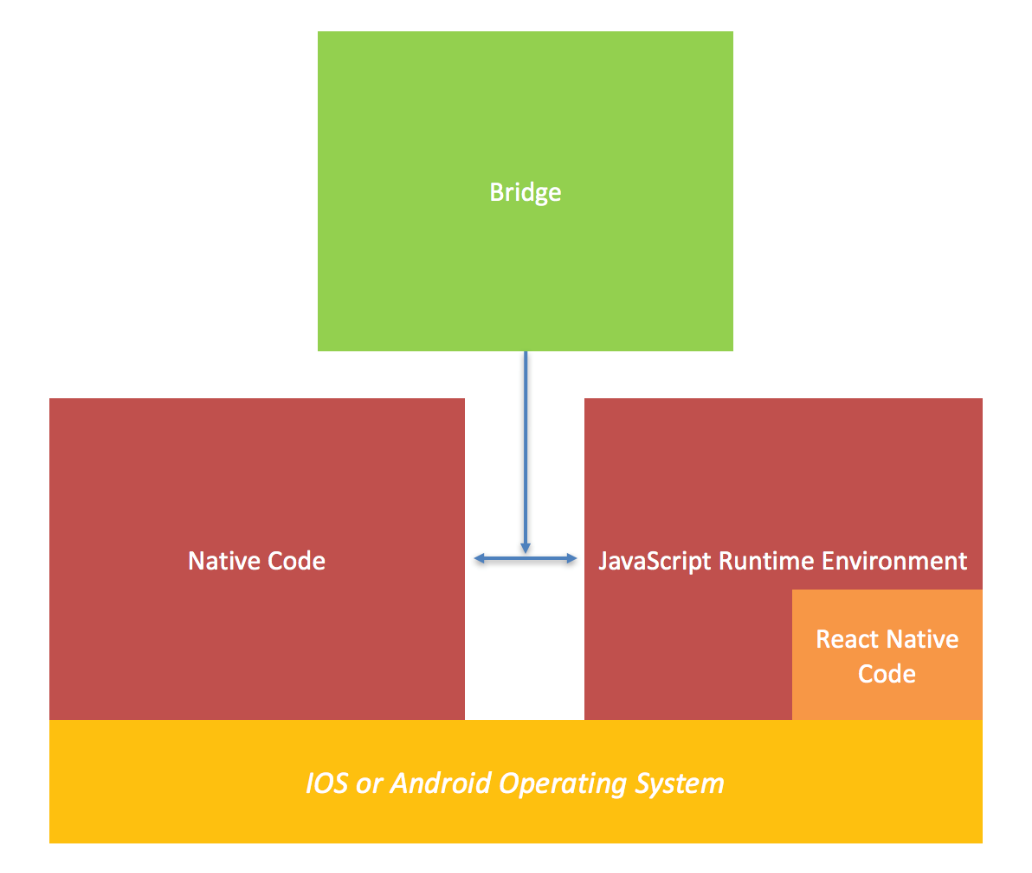 Bridge
Native Code
JavaScript Runtime Environment
React Native
Code
IOS or Android Operating System